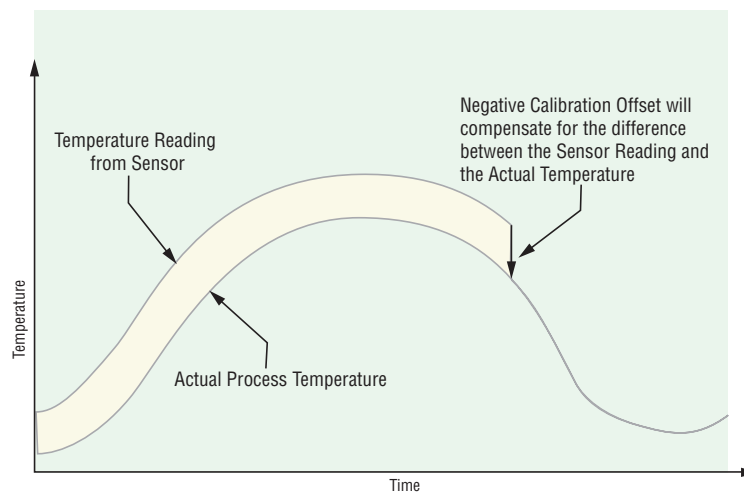 Negative Calibration Offset will
compensate for the difference
between the Sensor Reading and
the Actual Temperature
Temperature Reading
from Sensor
Temperature
Actual Process Temperature
Time